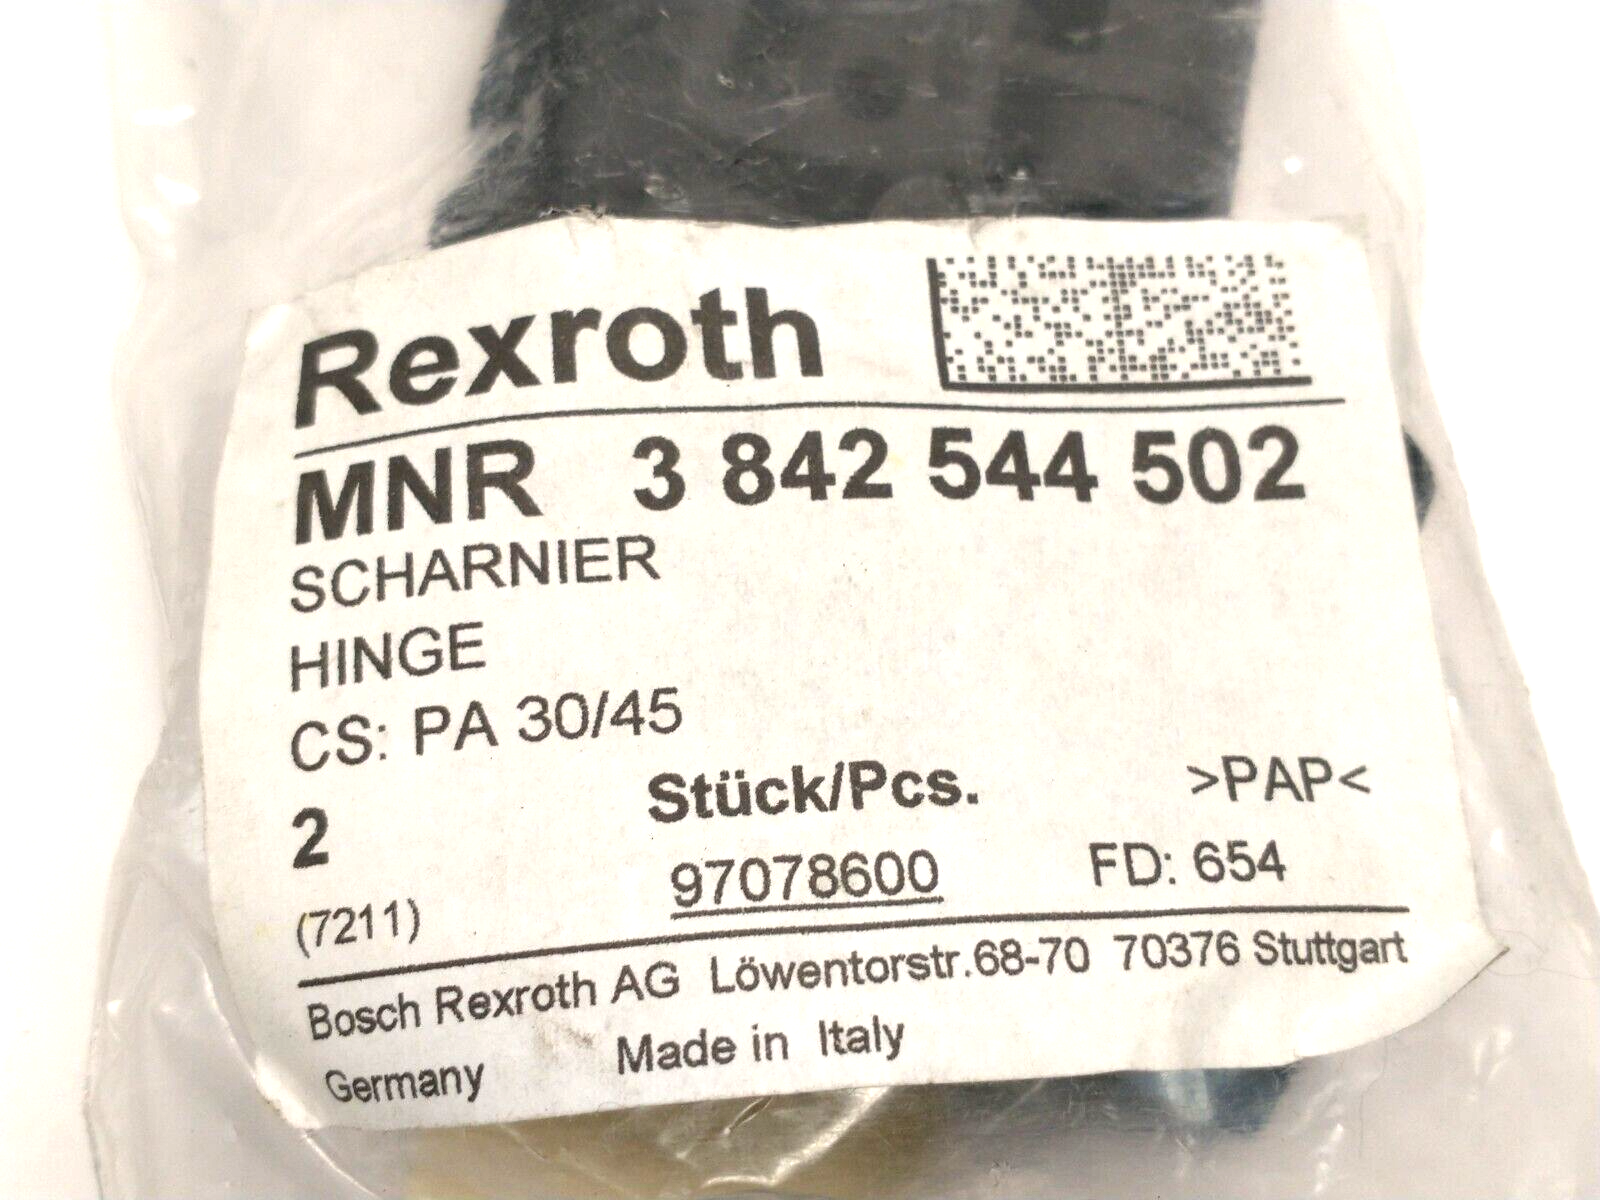 Rexroth
MNR 3 842 544 502
SCHARNIER
HINGE
CS: PA 30/45
2 Stück/Pcs. >PAP<
(7211) 97078600 FD: 654
Bosch Rexroth AG Löwentorstr.68-70 70376 Stuttgart
Germany Made in Italy